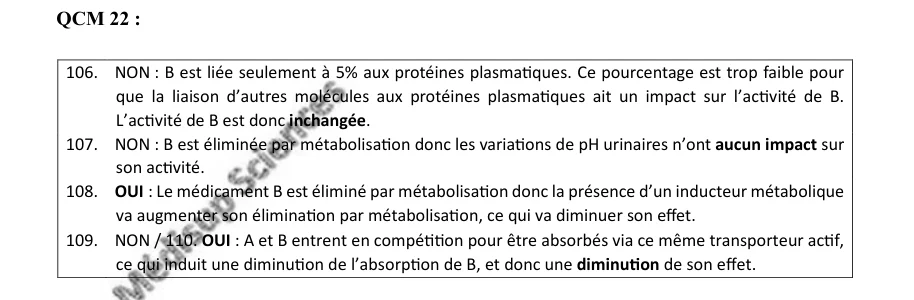 QCM 22 :
106. NON : B est liée seulement à 5% aux protéines plasmatiques. Ce pourcentage est trop faible pour
que la liaison d'autres molécules aux protéines plasmatiques ait un impact sur l'activité de B.
L'activité de B est donc inchangée.
107. NON : B est éliminée par métabolisation donc les variations de pH urinaires n'ont aucun impact sur
son activité.
108. OUI : Le médicament B est éliminé par métabolisation donc la présence d'un inducteur métabolique
va augmenter son élimination par métabolisation, ce qui va diminuer son effet.
109. NON / 110. OUI : A et B entrent en compétition pour être absorbés via ce même transporteur actif,
ce qui induit une diminution de l'absorption de B, et donc une diminution de son effet.
Médisup Sciences